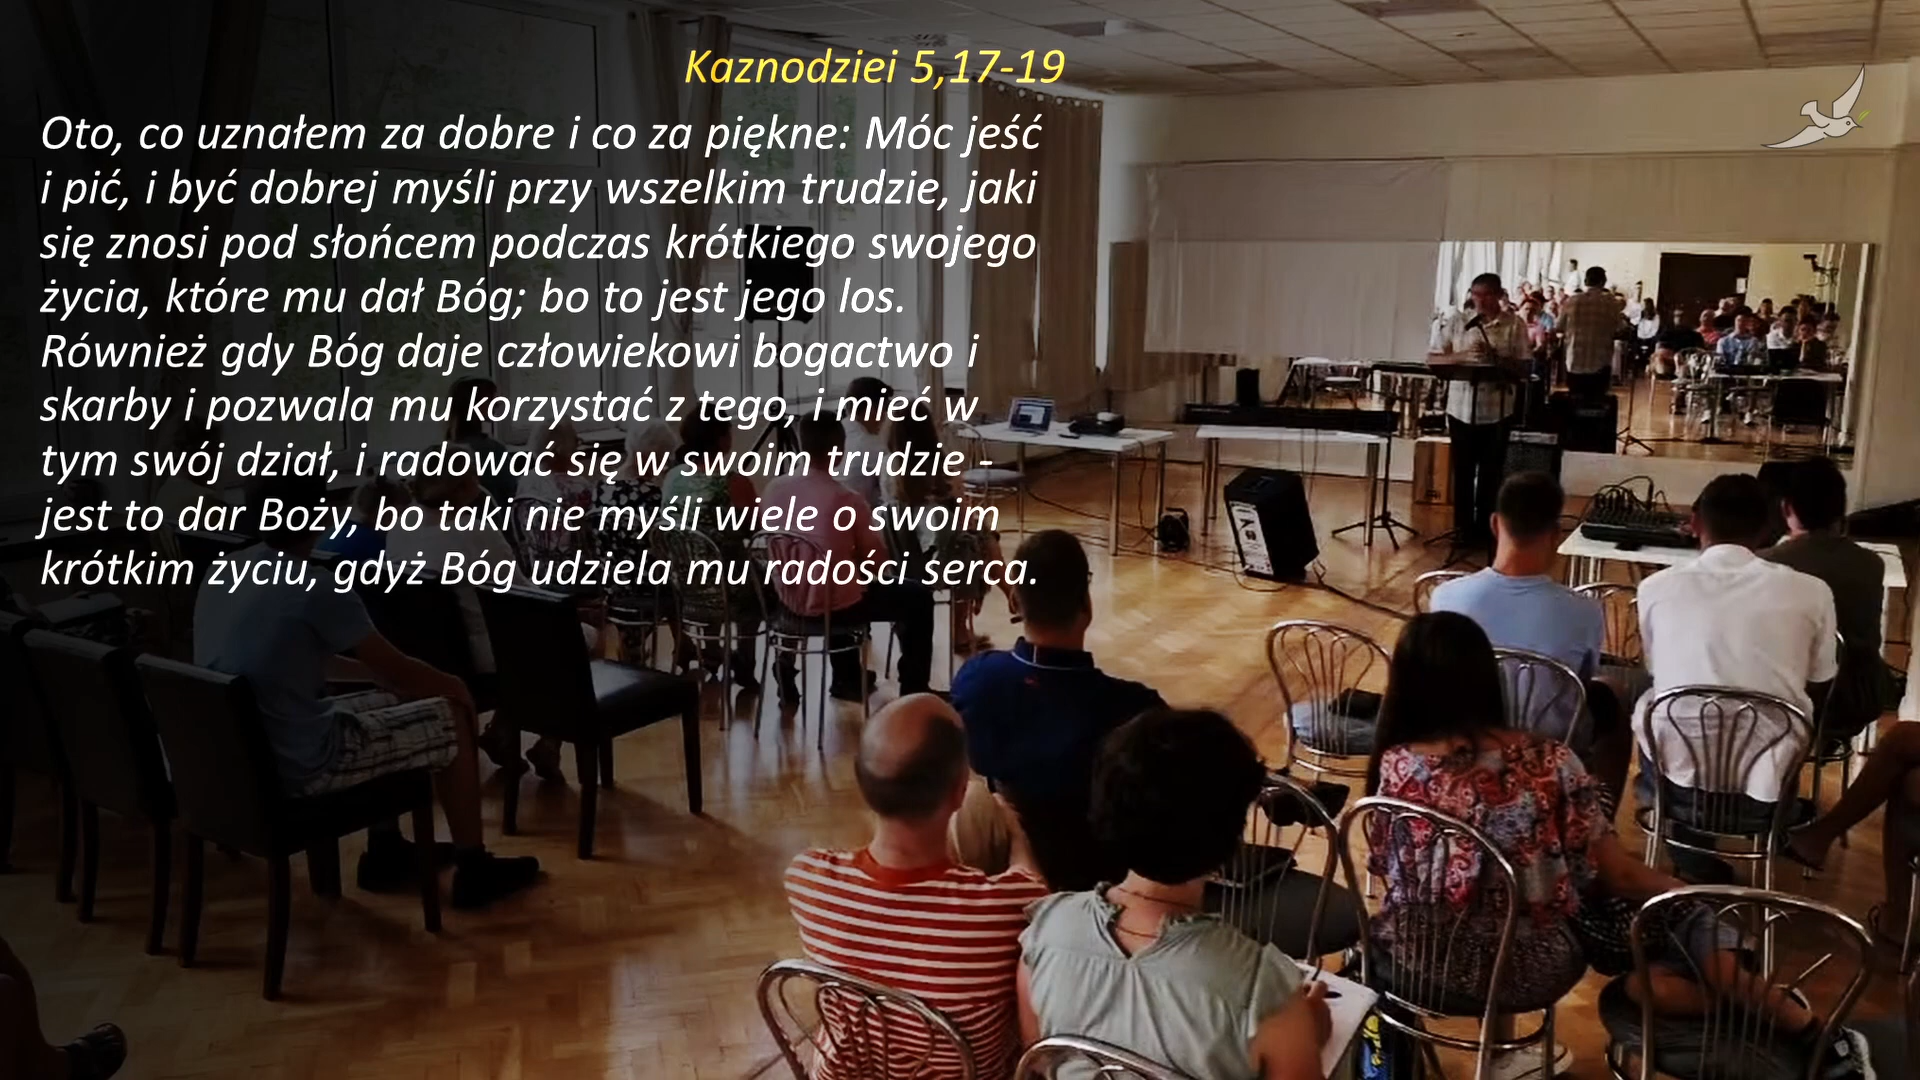 Kaznodziei 5,17-19
Oto, co uznałem za dobre i co za piękne: Móc jeść
i pić, i być dobrej myśli przy wszelkim trudzie, jaki
się znosi pod słońcem podczas krótkiego swojego
życia, które mu dał Bóg; bo to jest jego los.
Również gdy Bóg daje człowiekowi bogactwo i
skarby i pozwala mu korzystać z tego, i mieć w
tym swój dział, i radować się w swoim trudzie -
jest to dar Boży, bo taki nie myśli wiele o swoim
krótkim życiu, gdyż Bóg udziela mu radości serca.